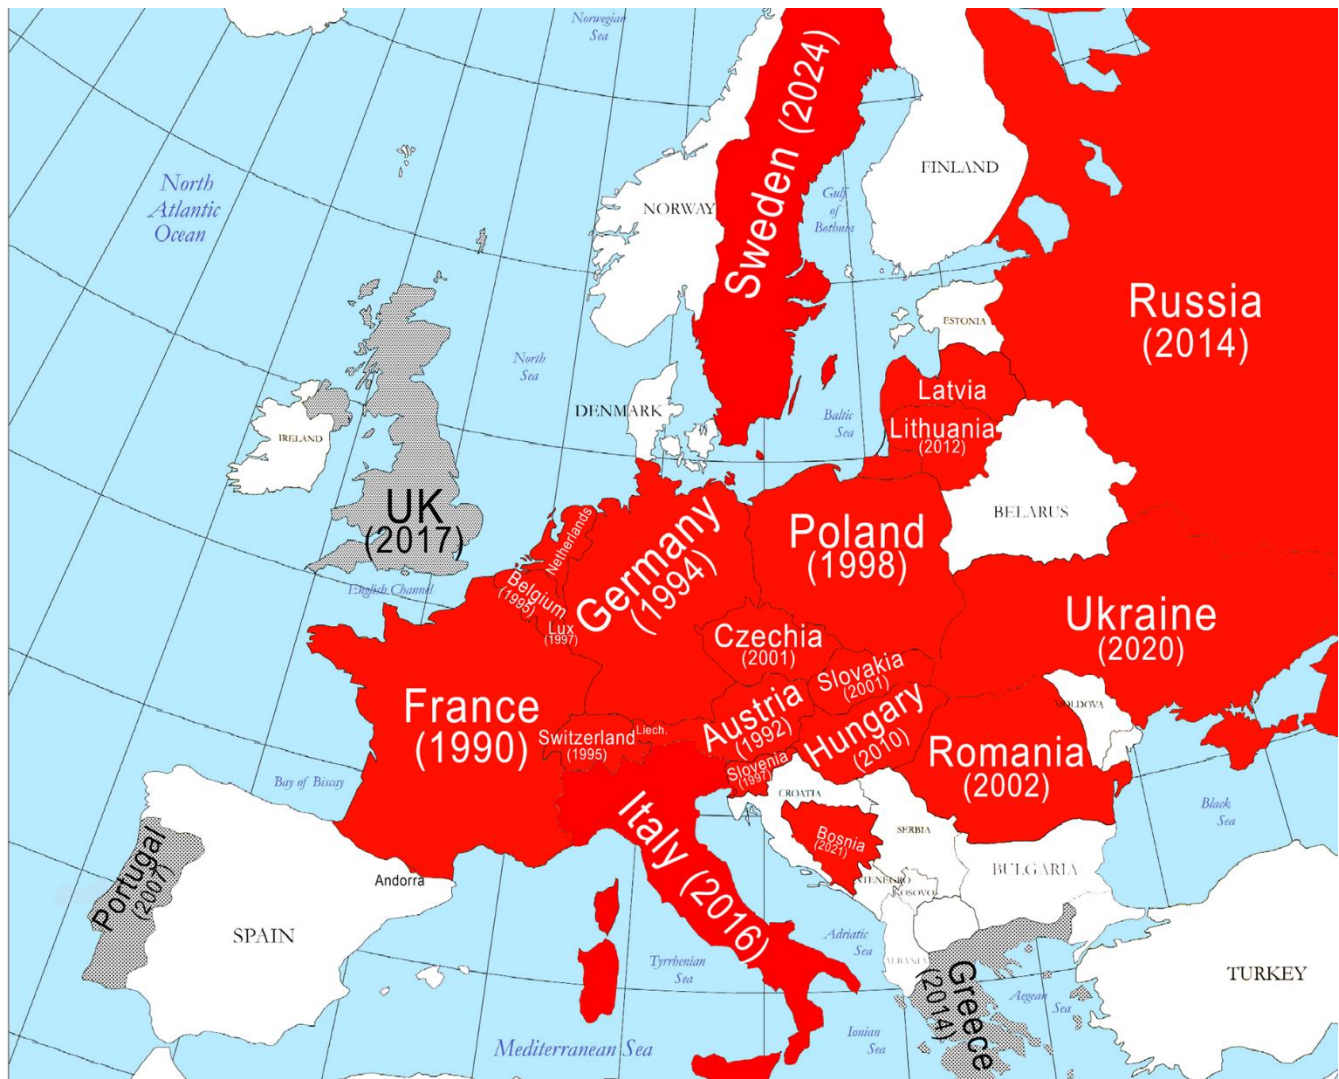 Norwegian
Sea
Sweden (2024)
FINLAND
North
Atlantic
Ocean
NORWAY
Gulf
of
Bothnia
Russia
(2014)
ESTONIA
North
Sea
Latvia
DENMARK
Baltic
Sea
Lithuania
(2012)
IRELAND
UK
(2017)
BELARUS
Netherlands
Germany
(1994)
Poland
(1998)
English Channel
Belgium
(1995)
Lux
(1997)
Czechia
(2001)
Ukraine
(2020)
Slovakia
(2001)
France
(1990)
Switzerland
(1995)
Liech.
Austria
(1992)
Hungary
(2010)
MOLDOVA
Romania
(2002)
Slovenia
(1997)
Bay of Biscay
CROATIA
Italy (2016)
Black
Sea
Bosnia
(2021)
SERBIA
BULGARIA
Portugal
(2007)
Andorra
NTENEGRO
KOSOVO
SPAIN
Adriatic
Sea
Tyrrhenian
Sea
ALBANIA
Greece
(2014)
Aegean
Sea
TURKEY
Ionian
Sea
Mediterranean Sea